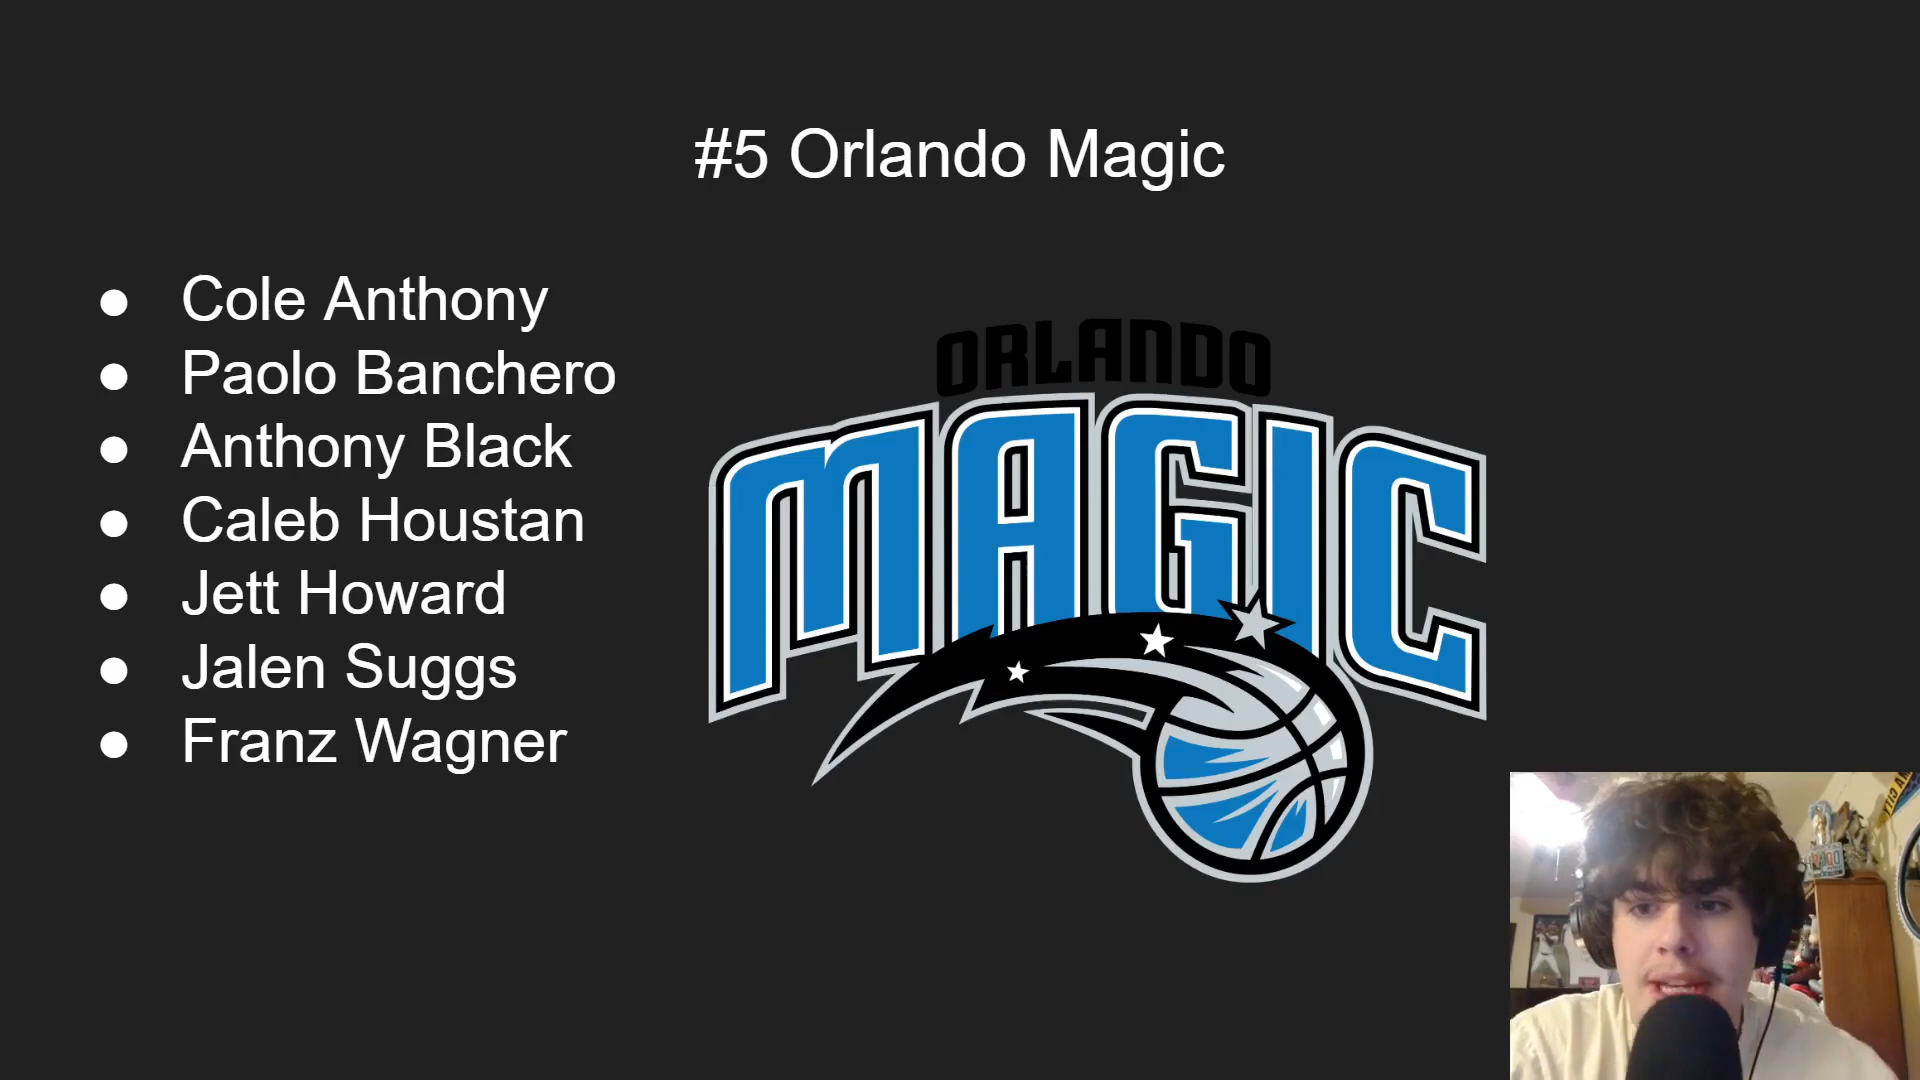 #5 Orlando Magic
Cole Anthony
Paolo Banchero
Anthony Black
Caleb Houstan
Jett Howard
Jalen Suggs
Franz Wagner
ORLANDO
MAGIC